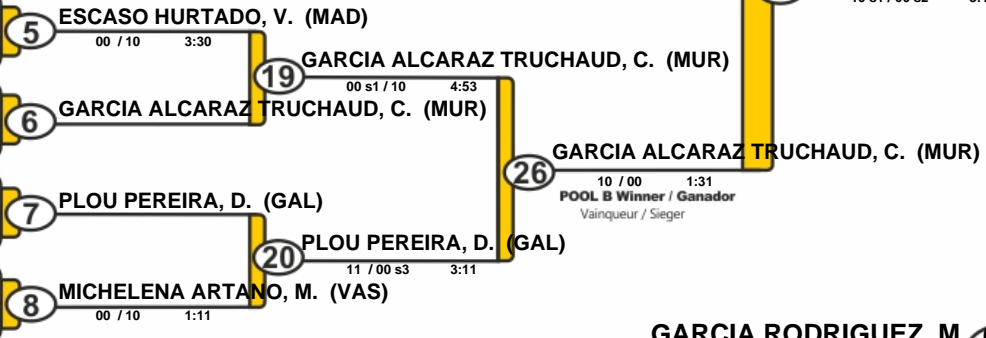 ESCASO HURTADO, V. (MAD)
5
00 / 10 3:30
GARCIA ALCARAZ TRUCHAUD, C. (MUR)
19
00 s1 / 10 4:53
GARCIA ALCARAZ TRUCHAUD, C. (MUR)
6
GARCIA ALCARAZ TRUCHAUD, C. (MUR)
26
10 / 00 1:31
POOL B Winner / Ganador
Vainqueur / Sieger
PLOU PEREIRA, D. (GAL)
7
PLOU PEREIRA, D. (GAL)
20
11 / 00 s3 3:11
MICHELENA ARTANO, M. (VAS)
8
00 / 10 1:11
GARCIA RODRIGUEZ, M